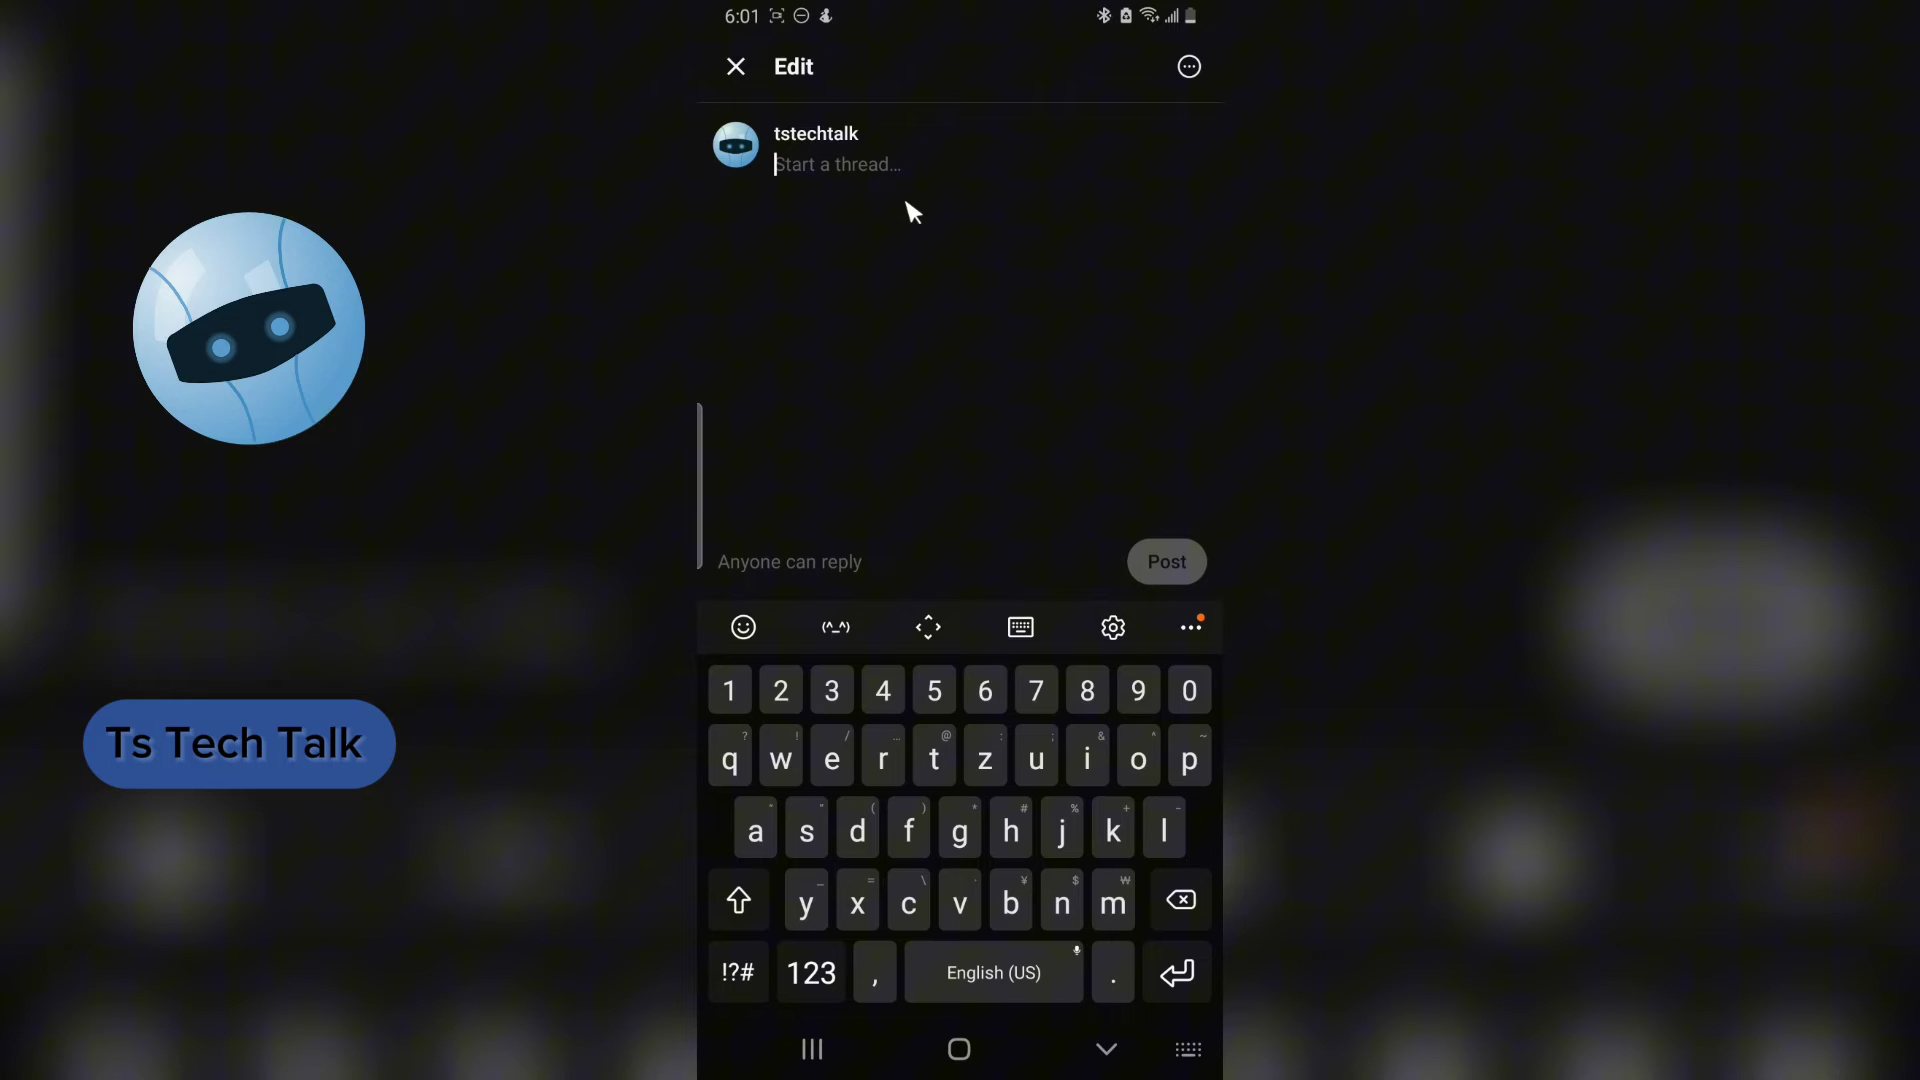 6:01
Edit
tstechtalk
Start a thread...
Anyone can reply
Post
(^_^)
1 2 3 4 5 6 7 8 9 0
q w e r t z u i o p
a s d f g h j k l
y x c v b n m
!?# 123 , English (US) .
Ts Tech Talk